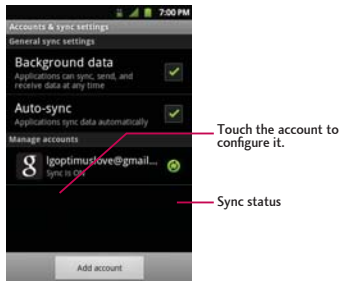 7:00 PM
Accounts & sync settings
General sync settings
Background data
Applications can sync, send, and
receive data at any time
Auto-sync
Applications sync data automatically
Manage accounts
lgoptimuslove@gmail...
Sync is ON
Touch the account to
configure it.
Sync status
Add account